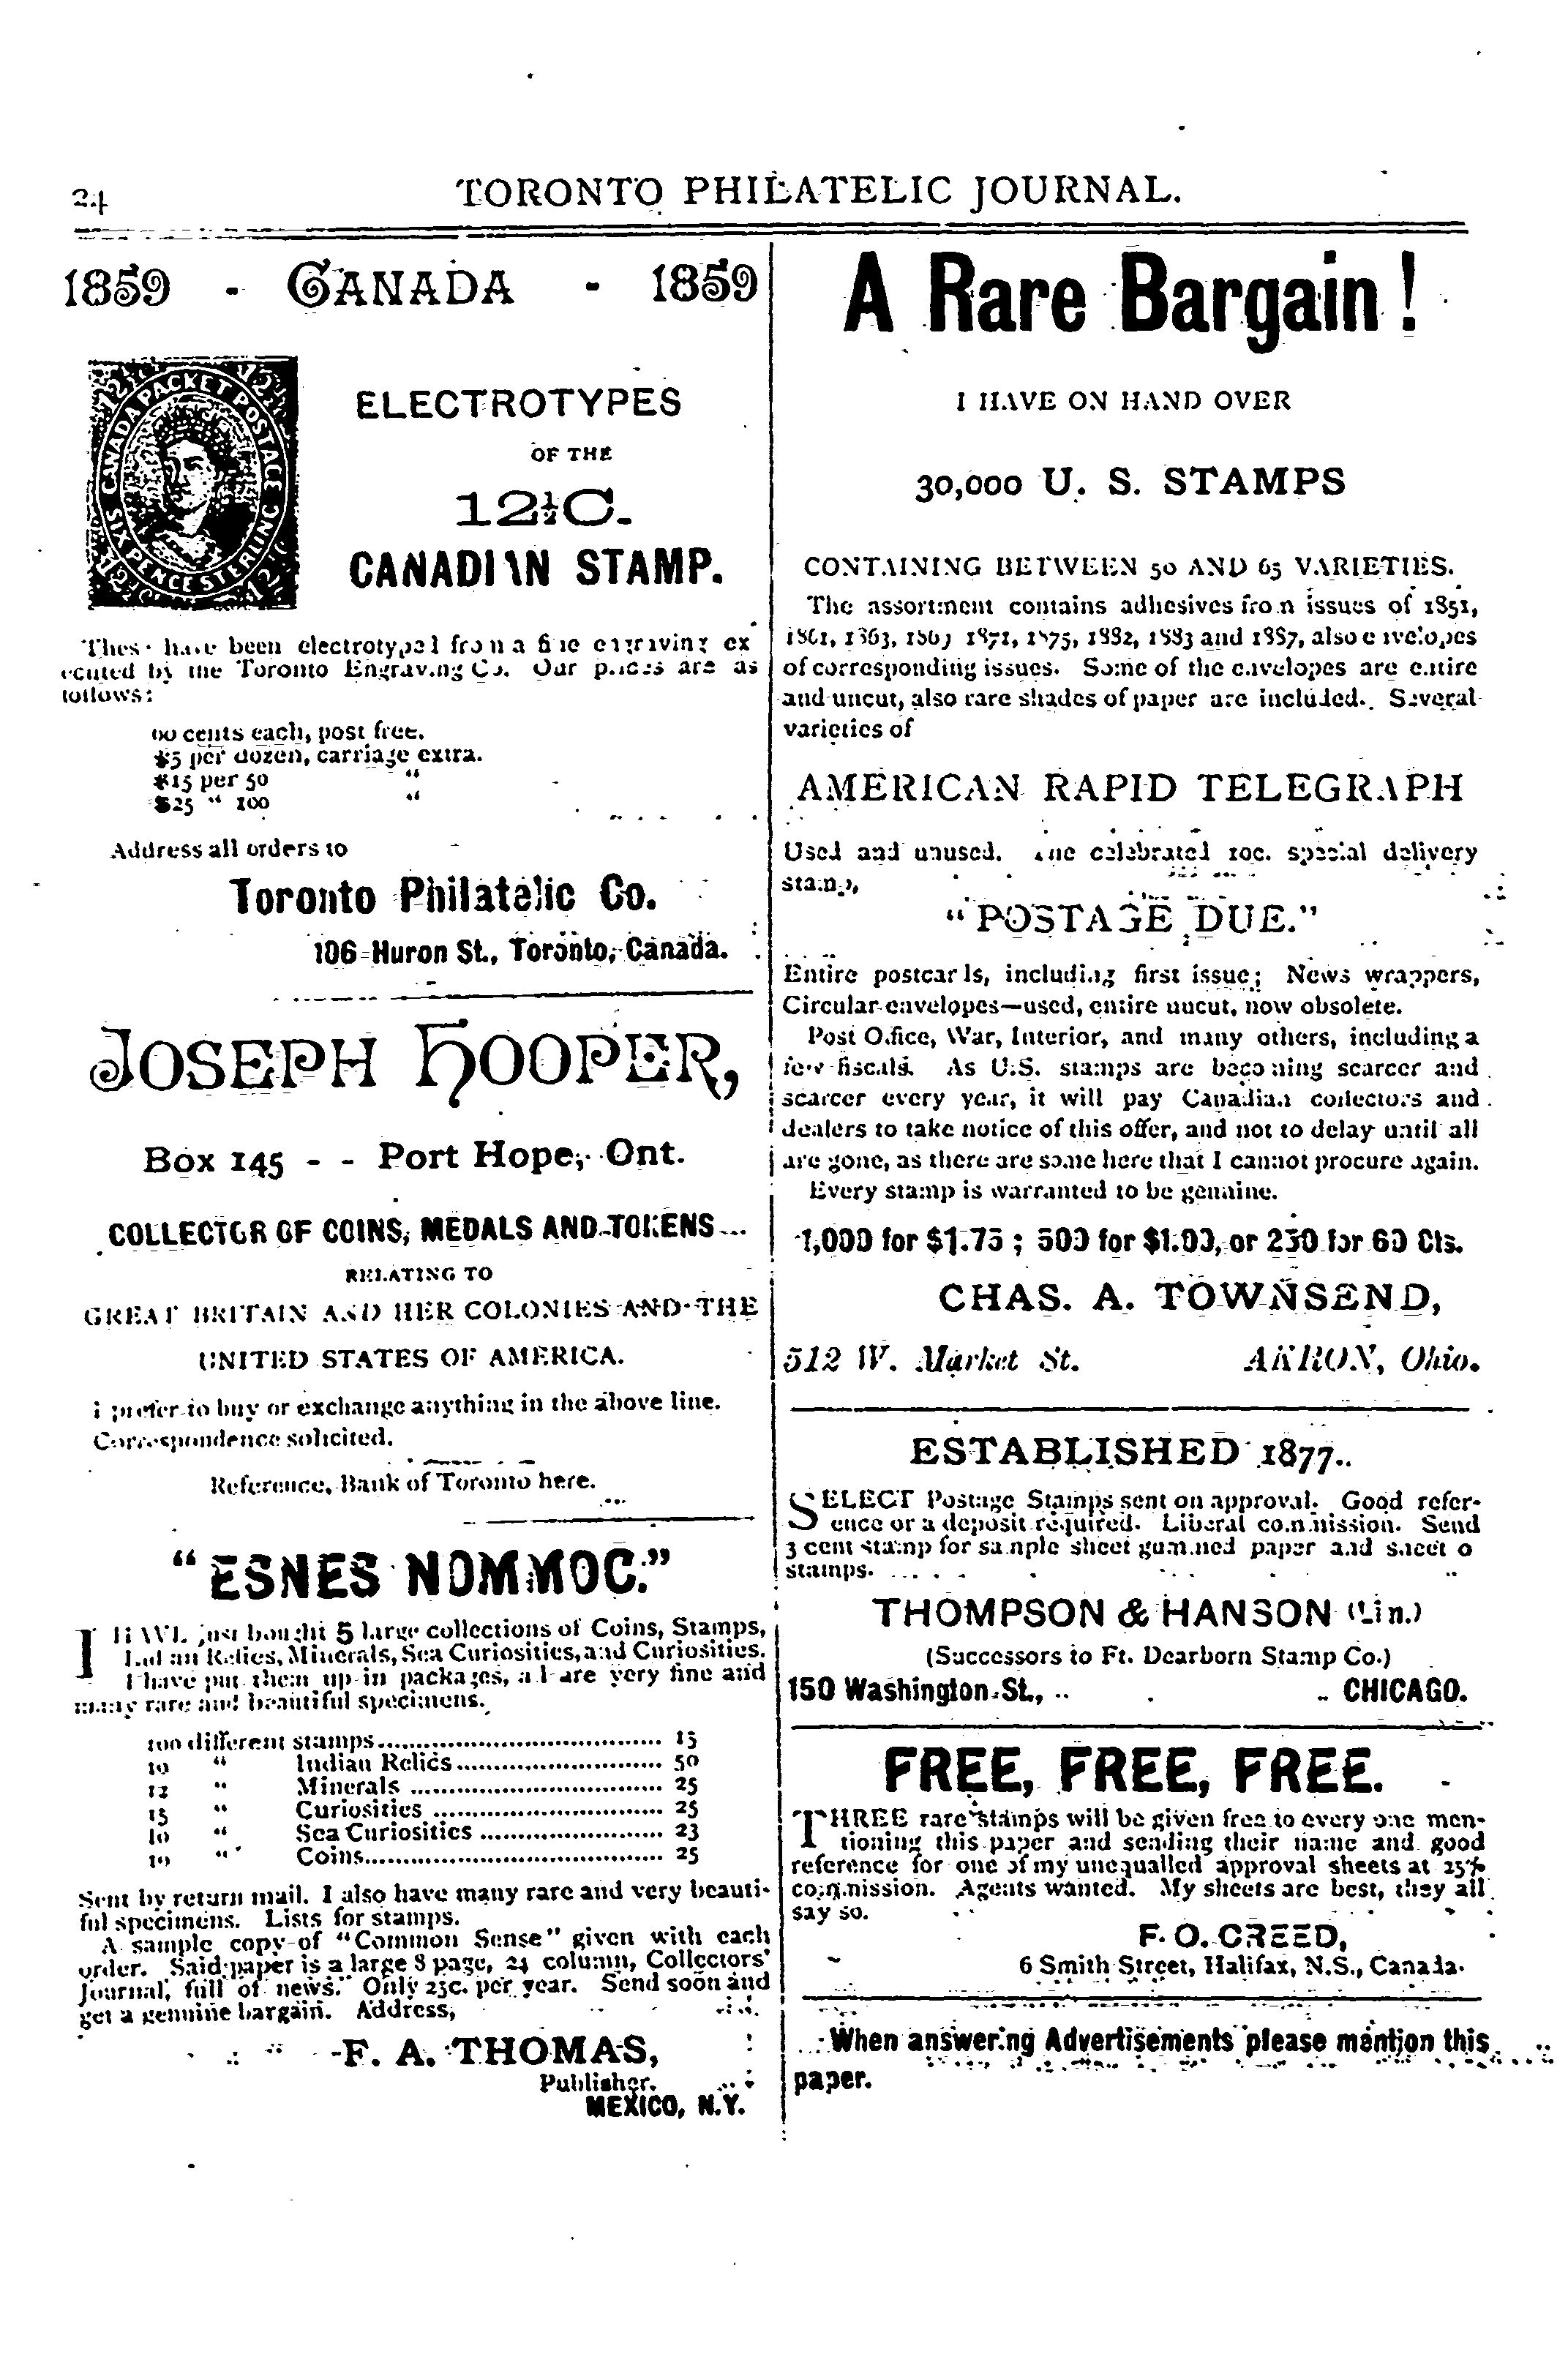 24
TORONTO PHILATELIC JOURNAL.
1859 - CANADA - 1859
CANADA PACKET POSTAGE
SIX PENCE STERLING
ELECTROTYPES
OF THE
12½C.
CANADIAN STAMP.
These have been electrotyped from a fine engraving ex
ecuted by the Toronto Engraving Co. Our prices are as
follows:
60 cents each, post free.
$5 per dozen, carriage extra.
$15 per 50 "
$25 " 100 "
Address all orders to
Toronto Philatelic Co.
106 Huron St., Toronto, Canada.
JOSEPH HOOPER,
Box 145 - - Port Hope, Ont.
COLLECTOR OF COINS, MEDALS AND TOKENS
RELATING TO
GREAT BRITAIN AND HER COLONIES AND THE
UNITED STATES OF AMERICA.
I prefer to buy or exchange anything in the above line.
Correspondence solicited.
Reference, Bank of Toronto here.
"ESNES NOMMOC."
I HAVE just bought 5 large collections of Coins, Stamps,
Indian Relics, Minerals, Sea Curiosities, and Curiosities.
I have put them up in packages, all are very fine and
many rare and beautiful specimens.
100 different stamps 15
10 " Indian Relics 50
12 " Minerals 25
15 " Curiosities 25
10 " Sea Curiosities 23
10 " Coins 25
Sent by return mail. I also have many rare and very beauti-
ful specimens. Lists for stamps.
A sample copy of "Common Sense" given with each
order. Said paper is a large 8 page, 24 column, Collectors'
Journal, full of news. Only 25c. per year. Send soon and
get a genuine bargain. Address,
F. A. THOMAS,
Publisher.
MEXICO, N.Y.
A Rare Bargain!
I HAVE ON HAND OVER
30,000 U. S. STAMPS
CONTAINING BETWEEN 50 AND 65 VARIETIES.
The assortment contains adhesives from issues of 1851,
1861, 1863, 1869 1871, 1875, 1882, 1883 and 1887, also envelopes
of corresponding issues. Some of the envelopes are entire
and uncut, also rare shades of paper are included. Several
varieties of
AMERICAN RAPID TELEGRAPH
Used and unused. The celebrated 10c. special delivery
stamp,
"POSTAGE DUE."
Entire postcards, including first issue; News wrappers,
Circular envelopes—used, entire uncut, now obsolete.
Post Office, War, Interior, and many others, including a
few fiscals. As U.S. stamps are becoming scarcer and
scarcer every year, it will pay Canadian collectors and
dealers to take notice of this offer, and not to delay until all
are gone, as there are some here that I cannot procure again.
Every stamp is warranted to be genuine.
1,000 for $1.75; 500 for $1.00, or 250 for 60 Cts.
CHAS. A. TOWNSEND,
512 W. Market St. AKRON, Ohio.
ESTABLISHED 1877.
SELECT Postage Stamps sent on approval. Good refer-
ence or a deposit required. Liberal commission. Send
3 cent stamp for sample sheet gummed paper and sheet o
stamps.
THOMPSON & HANSON (Lim.)
(Successors to Ft. Dearborn Stamp Co.)
150 Washington St., CHICAGO.
FREE, FREE, FREE.
THREE rare stamps will be given free to every one men-
tioning this paper and sending their name and good
reference for one of my unequalled approval sheets at 25%
commission. Agents wanted. My sheets are best, they all
say so.
F. O. CREED,
6 Smith Street, Halifax, N.S., Canada.
When answering Advertisements please mention this
paper.